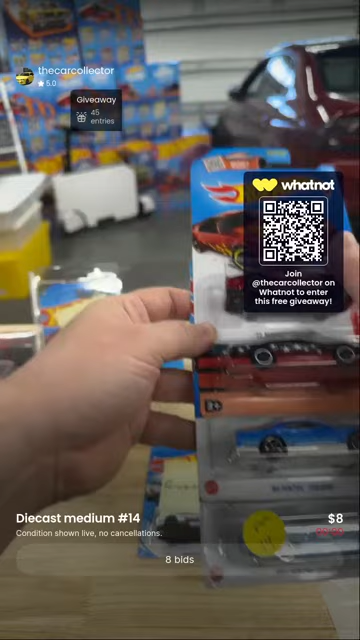 thecarcollector
5.0
Giveaway
45
entries
whatnot
Join
@thecarcollector on
Whatnot to enter
this free giveaway!
Diecast medium #14
$8
Condition shown live, no cancellations.
8 bids